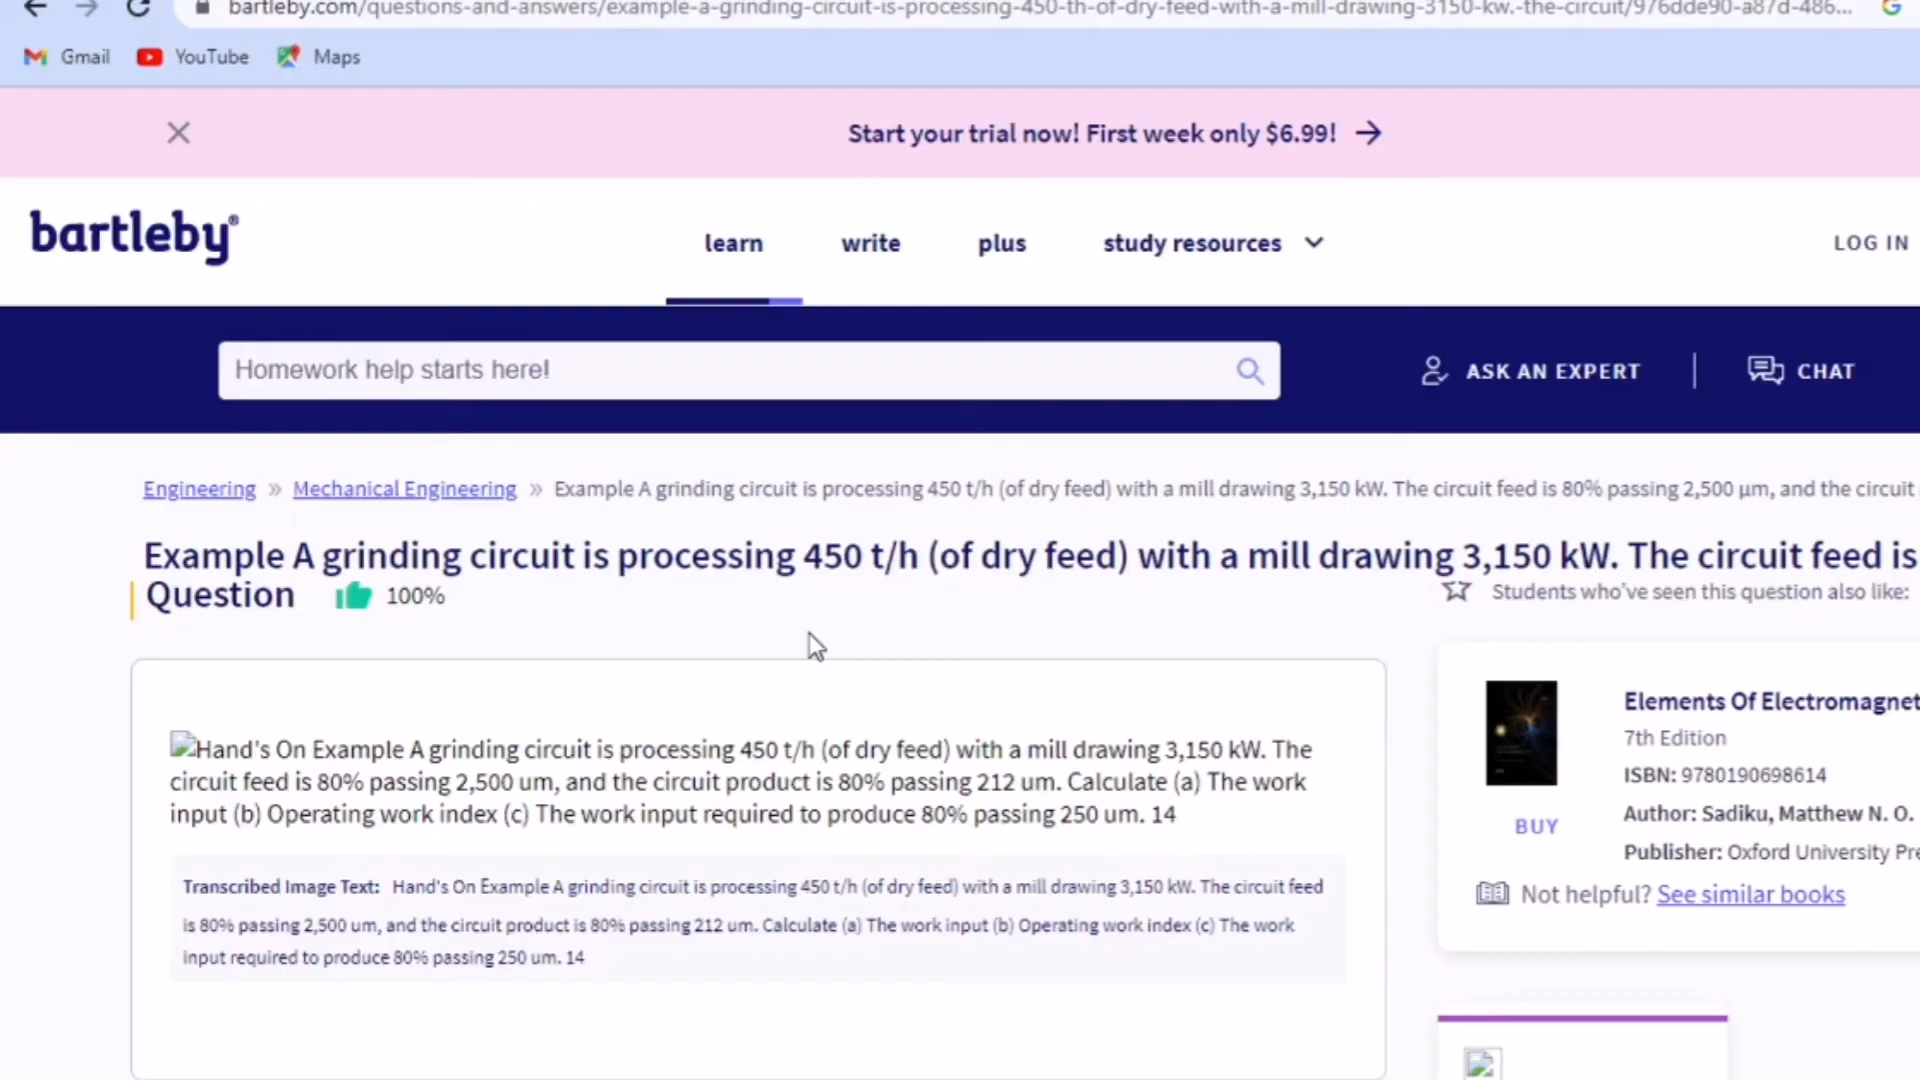 bartleby.com/questions-and-answers/example-a-grinding-circuit-is-processing-450-th-of-dry-feed-with-a-mill-drawing-3150-kw.-the-circuit/976dde90-a87d-486...
Gmail YouTube Maps
Start your trial now! First week only $6.99! →
bartleby®
learn write plus study resources LOG IN
Homework help starts here! ASK AN EXPERT | CHAT
Engineering » Mechanical Engineering » Example A grinding circuit is processing 450 t/h (of dry feed) with a mill drawing 3,150 kW. The circuit feed is 80% passing 2,500 μm, and the circuit
Example A grinding circuit is processing 450 t/h (of dry feed) with a mill drawing 3,150 kW. The circuit feed is
Question 100%
Students who've seen this question also like:
Hand's On Example A grinding circuit is processing 450 t/h (of dry feed) with a mill drawing 3,150 kW. The
circuit feed is 80% passing 2,500 um, and the circuit product is 80% passing 212 um. Calculate (a) The work
input (b) Operating work index (c) The work input required to produce 80% passing 250 um. 14
Transcribed Image Text: Hand's On Example A grinding circuit is processing 450 t/h (of dry feed) with a mill drawing 3,150 kW. The circuit feed
is 80% passing 2,500 um, and the circuit product is 80% passing 212 um. Calculate (a) The work input (b) Operating work index (c) The work
input required to produce 80% passing 250 um. 14
Elements Of Electromagnet
7th Edition
ISBN: 9780190698614
Author: Sadiku, Matthew N. O.
Publisher: Oxford University Pre
BUY
Not helpful? See similar books